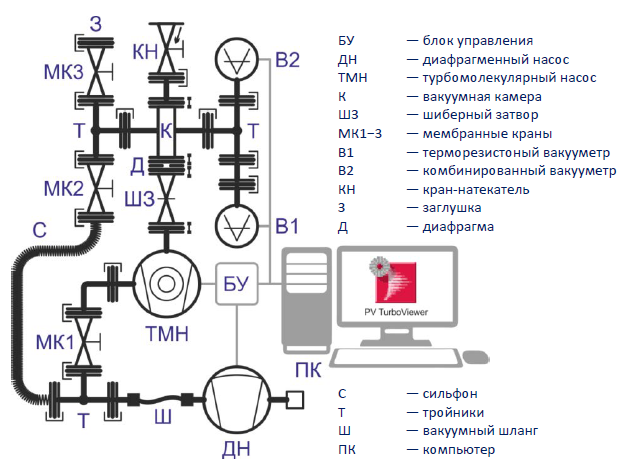 З
КН
В2
МК3
Т
К
Т
МК2
Д
ШЗ
С
В1
БУ
ТМН
PV TurboViewer
МК1
ПК
Т
Ш
ДН
БУ — блок управления
ДН — диафрагменный насос
ТМН — турбомолекулярный насос
К — вакуумная камера
ШЗ — шиберный затвор
МК1–3 — мембранные краны
В1 — терморезистоный вакууметр
В2 — комбинированный вакууметр
КН — кран-натекатель
З — заглушка
Д — диафрагма
С — сильфон
Т — тройники
Ш — вакуумный шланг
ПК — компьютер